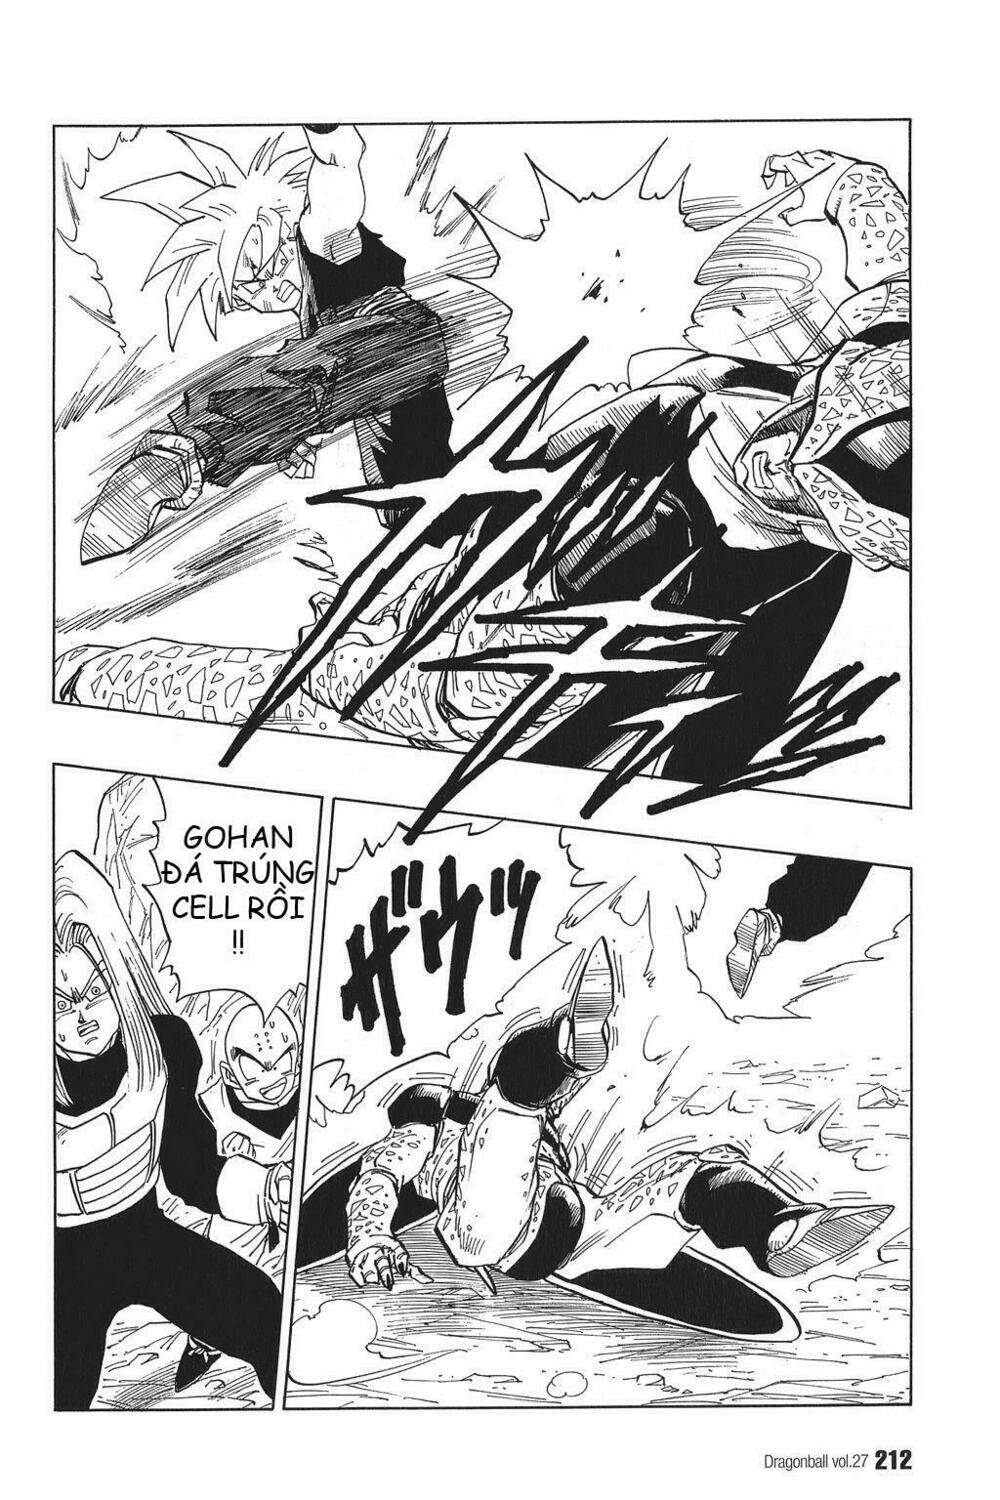 GOHAN
ĐÁ TRÚNG
CELL RỒI
!!
ザウッ
Dragonball vol.27 212